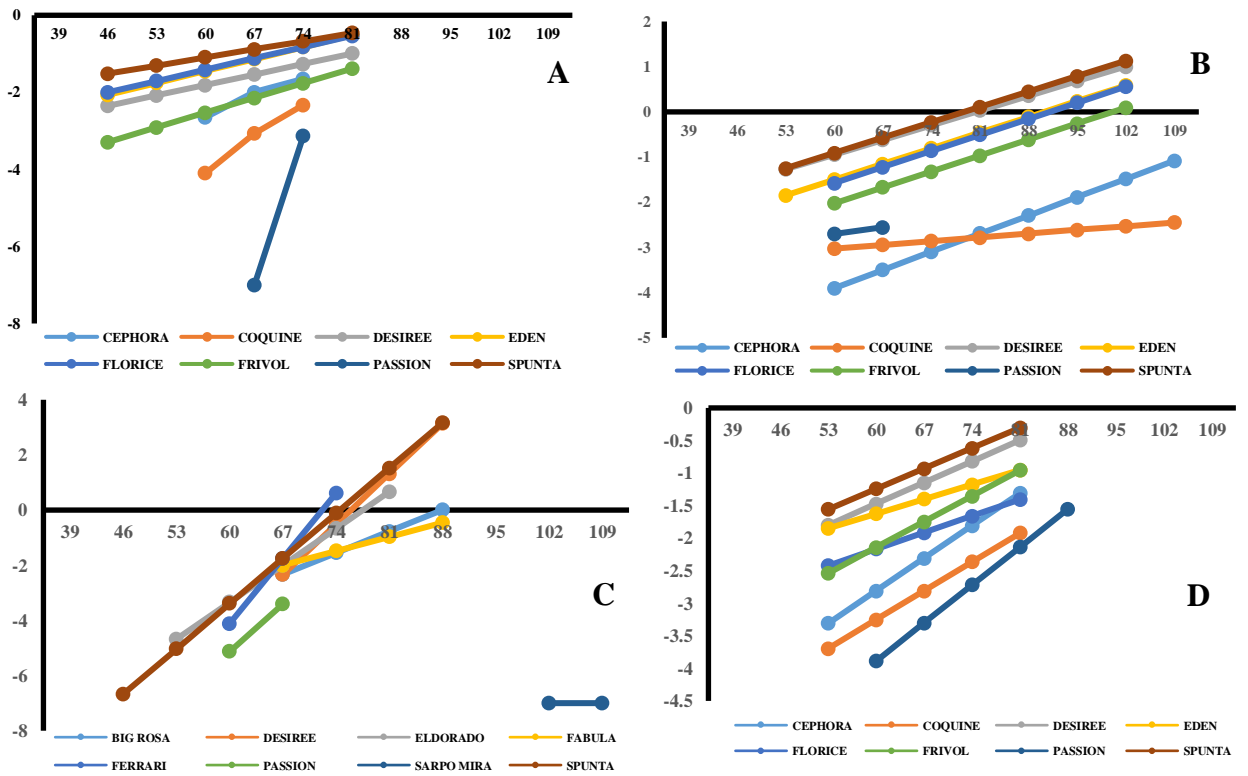 0
39 46 53 60 67 74 81 88 95 102 109
-2
-4
-6
-8
A
CEPHORA COQUINE DESIREE EDEN
FLORICE FRIVOL PASSION SPUNTA
2
1
0
39 46 53 60 67 74 81 88 95 102 109
-1
-2
-3
-4
-5
B
CEPHORA COQUINE DESIREE EDEN
FLORICE FRIVOL PASSION SPUNTA
4
2
0
39 46 53 60 67 74 81 88 95 102 109
-2
-4
-6
-8
C
BIG ROSA DESIREE ELDORADO FABULA
FERRARI PASSION SARPO MIRA SPUNTA
0
39 46 53 60 67 74 81 88 95 102 109
-0.5
-1
-1.5
-2
-2.5
-3
-3.5
-4
-4.5
D
CEPHORA COQUINE DESIREE EDEN
FLORICE FRIVOL PASSION SPUNTA